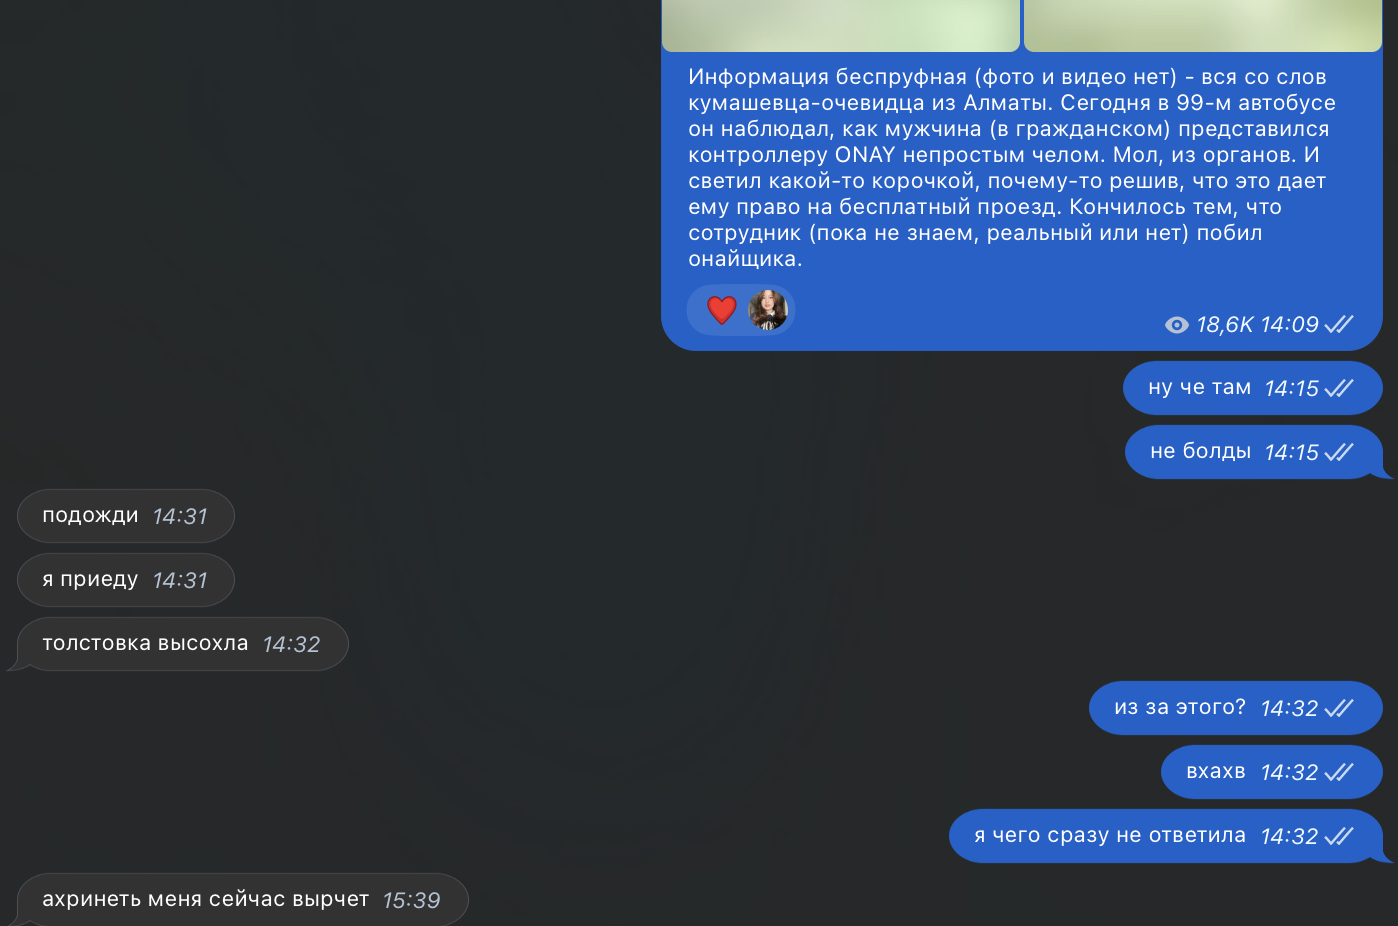 Информация беспруфная (фото и видео нет) - вся со слов
кумашевца-очевидца из Алматы. Сегодня в 99-м автобусе
он наблюдал, как мужчина (в гражданском) представился
контроллеру ONAY непростым челом. Мол, из органов. И
светил какой-то корочкой, почему-то решив, что это дает
ему право на бесплатный проезд. Кончилось тем, что
сотрудник (пока не знаем, реальный или нет) побил
онайщика.
18,6K 14:09
ну че там 14:15
не болды 14:15
подожди 14:31
я приеду 14:31
толстовка высохла 14:32
из за этого? 14:32
вхахв 14:32
я чего сразу не ответила 14:32
ахринеть меня сейчас вырчет 15:39